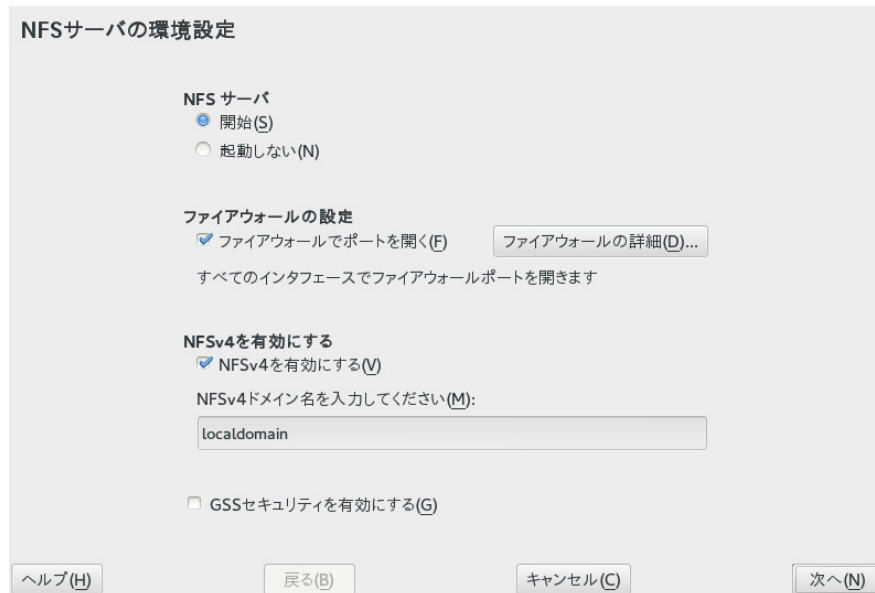 NFSサーバの環境設定
NFS サーバ
開始(S)
起動しない(N)
ファイアウォールの設定
ファイアウォールでポートを開く(F)
ファイアウォールの詳細(D)...
すべてのインタフェースでファイアウォールポートを開きます
NFSv4を有効にする
NFSv4を有効にする(V)
NFSv4ドメイン名を入力してください(M):
localdomain
GSSセキュリティを有効にする(G)
ヘルプ(H)
戻る(B)
キャンセル(C)
次へ(N)